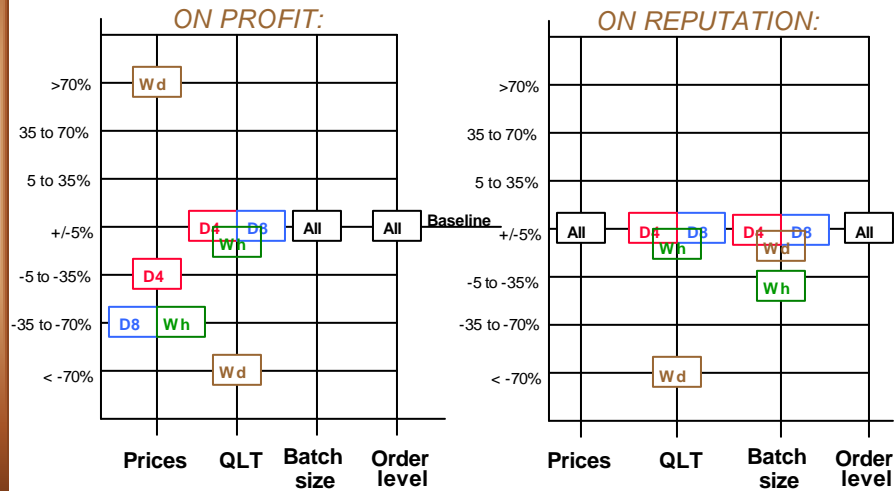 ON PROFIT:
>70%
Wd
35 to 70%
5 to 35%
+/-5%
D4
D8
Wh
All
All
Baseline
-5 to -35%
D4
-35 to -70%
D8
Wh
< -70%
Wd
Prices
QLT
Batch
size
Order
level
ON REPUTATION:
>70%
35 to 70%
5 to 35%
+/-5%
All
D4
D8
Wh
D4
D8
Wd
All
-5 to -35%
Wh
-35 to -70%
< -70%
Wd
Prices
QLT
Batch
size
Order
level